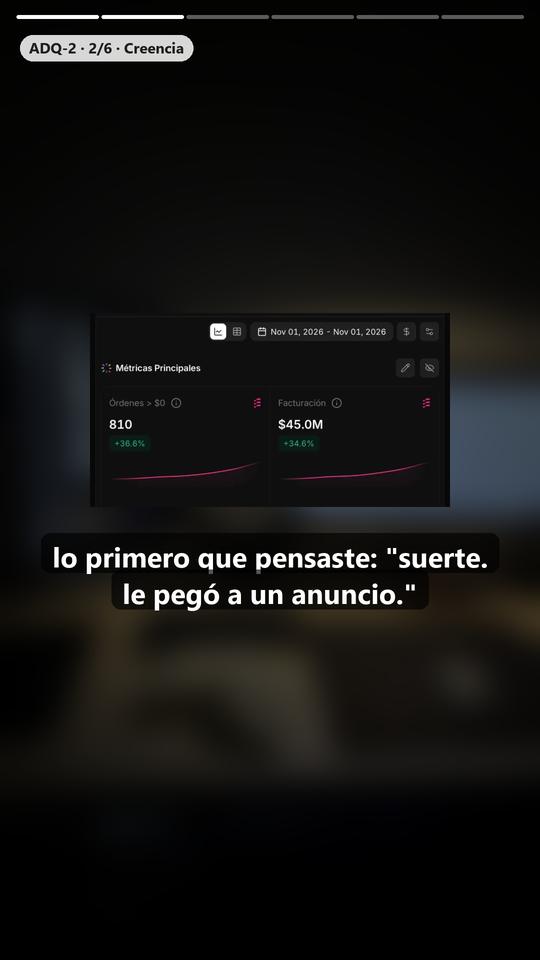 ADQ-2 · 2/6 · Creencia
Nov 01, 2026 - Nov 01, 2026
Métricas Principales
Órdenes > $0
Facturación
810
$45.0M
+36.6%
+34.6%
lo primero que pensaste: "suerte.
le pegó a un anuncio."